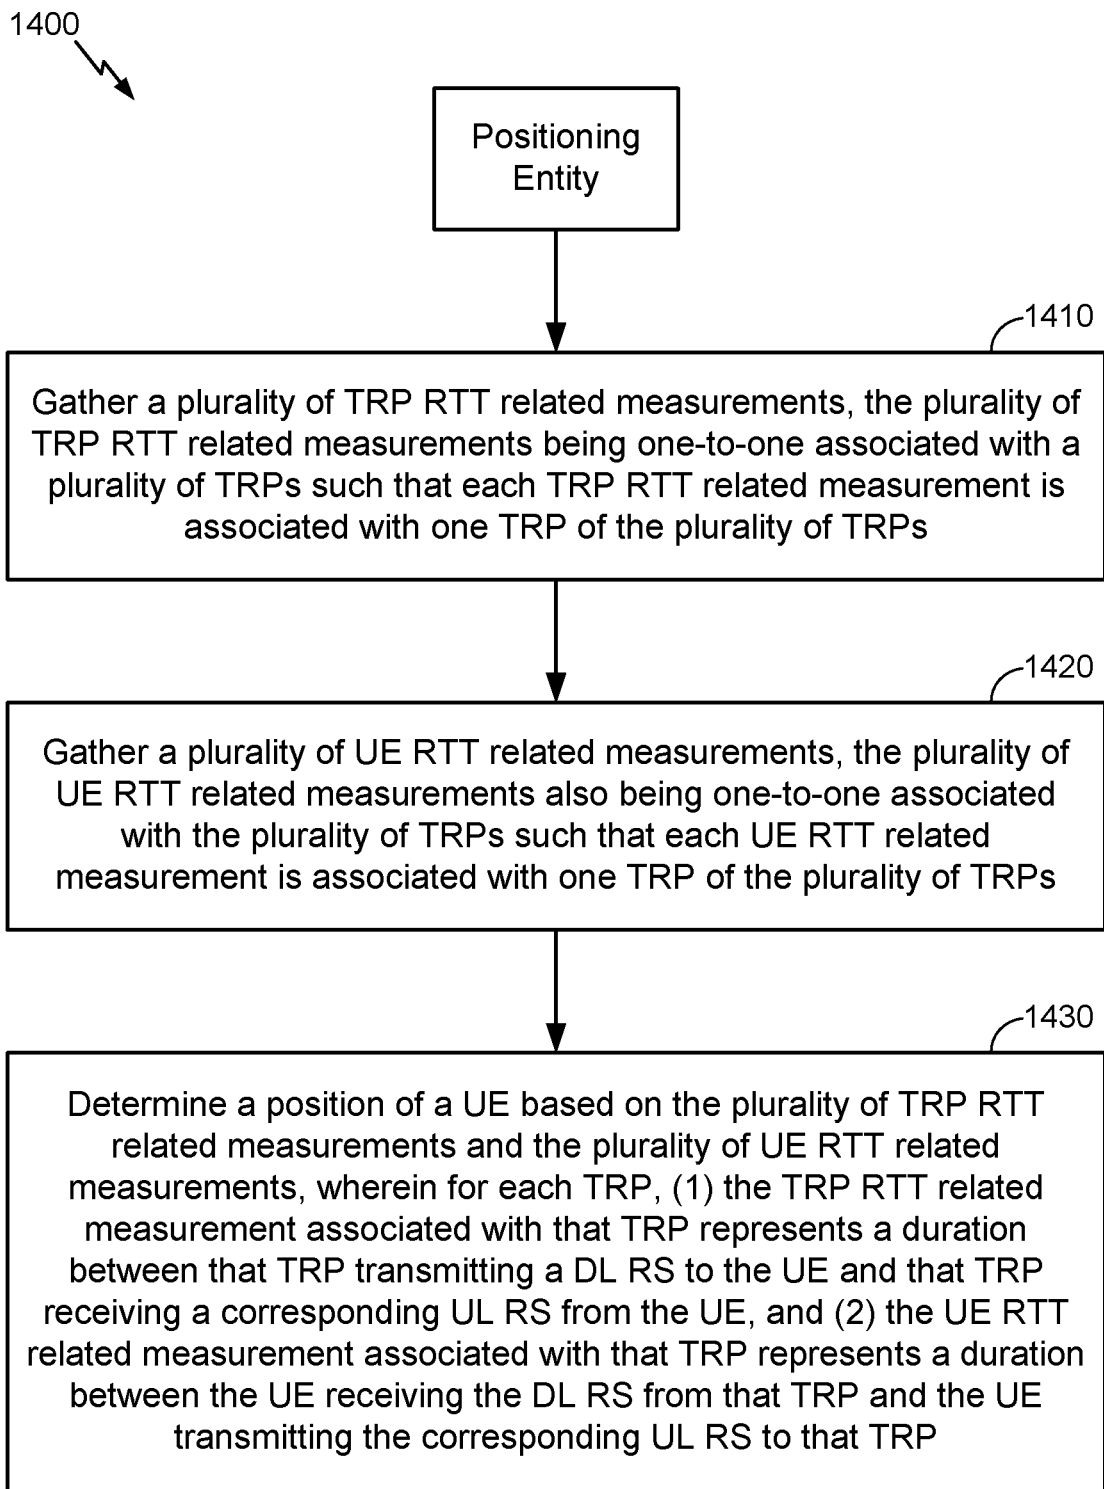 1400
Positioning
Entity
1410
Gather a plurality of TRP RTT related measurements, the plurality of
TRP RTT related measurements being one-to-one associated with a
plurality of TRPs such that each TRP RTT related measurement is
associated with one TRP of the plurality of TRPs
1420
Gather a plurality of UE RTT related measurements, the plurality of
UE RTT related measurements also being one-to-one associated
with the plurality of TRPs such that each UE RTT related
measurement is associated with one TRP of the plurality of TRPs
1430
Determine a position of a UE based on the plurality of TRP RTT
related measurements and the plurality of UE RTT related
measurements, wherein for each TRP, (1) the TRP RTT related
measurement associated with that TRP represents a duration
between that TRP transmitting a DL RS to the UE and that TRP
receiving a corresponding UL RS from the UE, and (2) the UE RTT
related measurement associated with that TRP represents a duration
between the UE receiving the DL RS from that TRP and the UE
transmitting the corresponding UL RS to that TRP